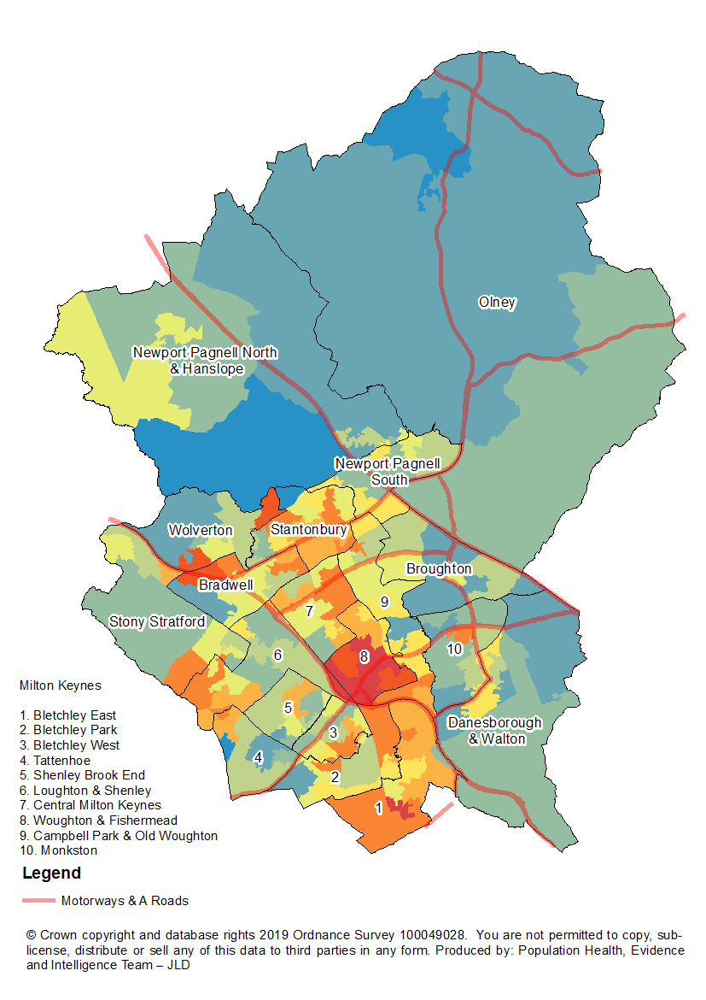 Olney
Newport Pagnell North
& Hanslope
Newport Pagnell
South
Wolverton
Stantonbury
Broughton
Bradwell
9
7
Stony Stratford
6
8
10
Milton Keynes
5
Danesborough
& Walton
3
4
2
1
1. Bletchley East
2. Bletchley Park
3. Bletchley West
4. Tattenhoe
5. Shenley Brook End
6. Loughton & Shenley
7. Central Milton Keynes
8. Woughton & Fishermead
9. Campbell Park & Old Woughton
10. Monkston
Legend
Motorways & A Roads
© Crown copyright and database rights 2019 Ordnance Survey 100049028.  You are not permitted to copy, sub-
license, distribute or sell any of this data to third parties in any form. Produced by: Population Health, Evidence
and Intelligence Team – JLD